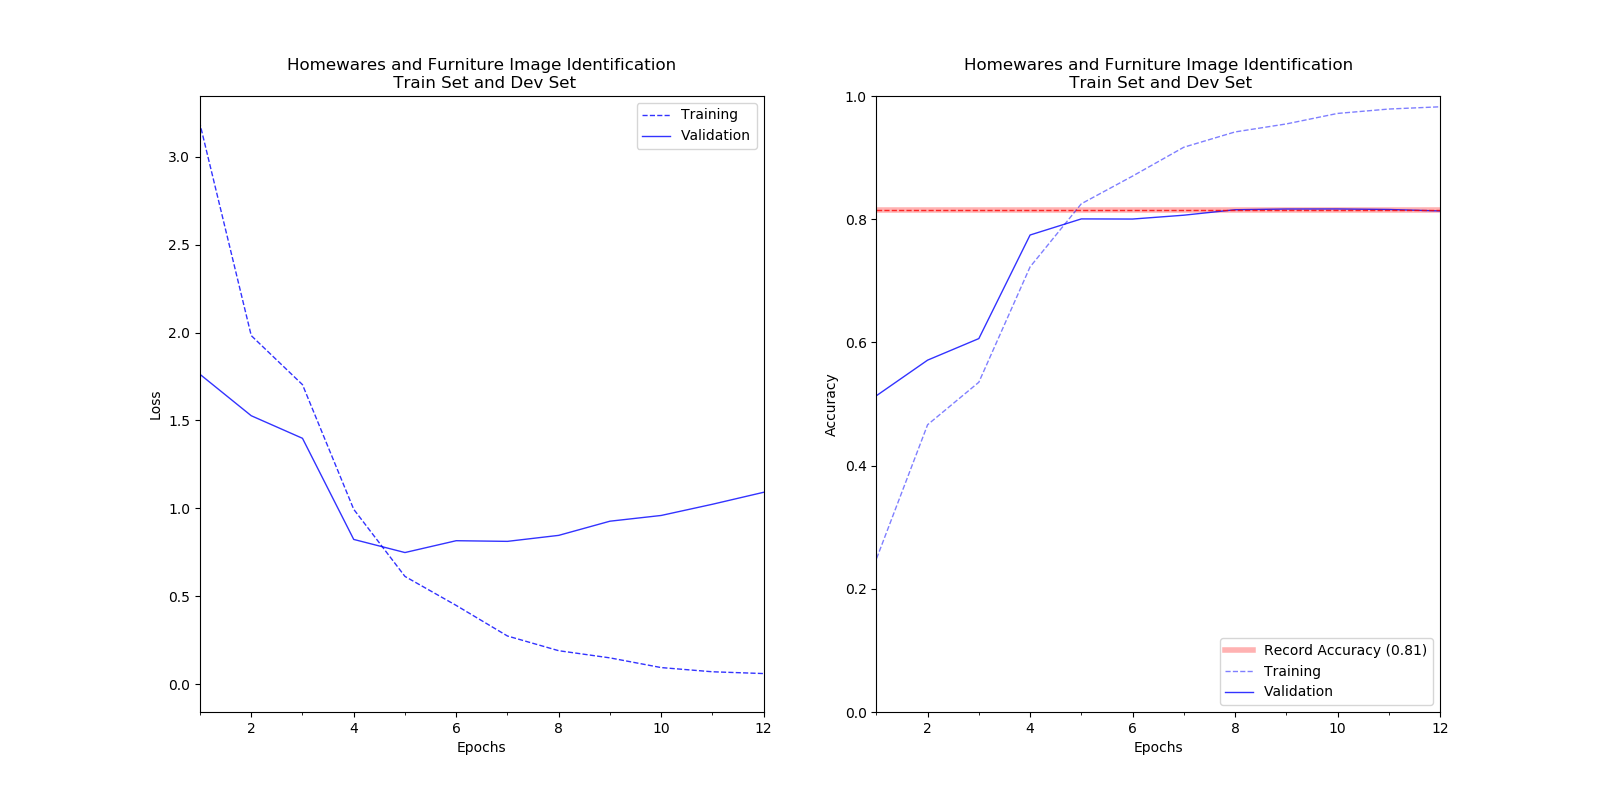 Homewares and Furniture Image Identification
Train Set and Dev Set
Training
Validation
3.0
2.5
2.0
1.5
1.0
0.5
0.0
Loss
2 4 6 8 10 12
Epochs
Homewares and Furniture Image Identification
Train Set and Dev Set
1.0
0.8
0.6
0.4
0.2
0.0
Accuracy
Record Accuracy (0.81)
Training
Validation
2 4 6 8 10 12
Epochs